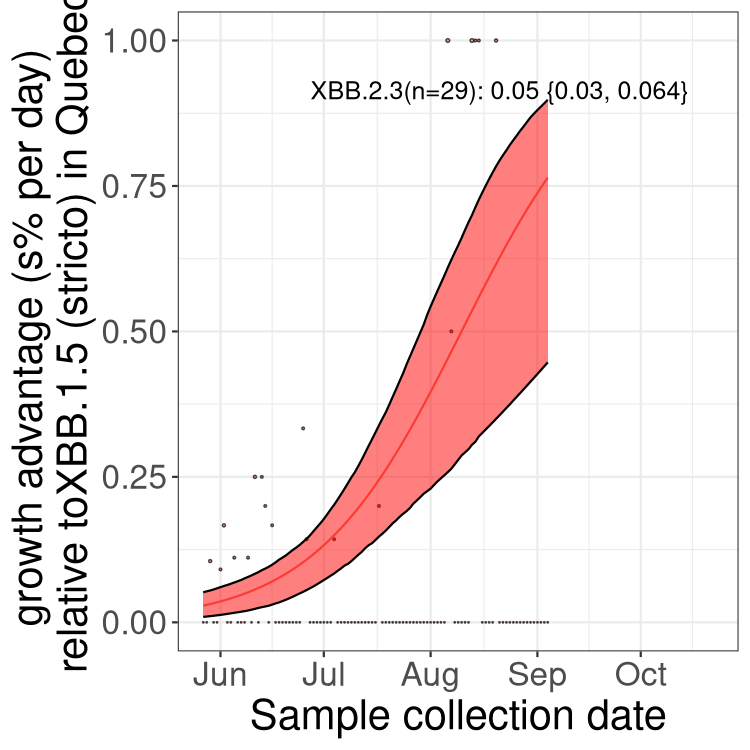 growth advantage (s% per day)
relative toXBB.1.5 (stricto) in Quebec
1.00
0.75
0.50
0.25
0.00
XBB.2.3(n=29): 0.05 {0.03, 0.064}
Jun Jul Aug Sep Oct
Sample collection date